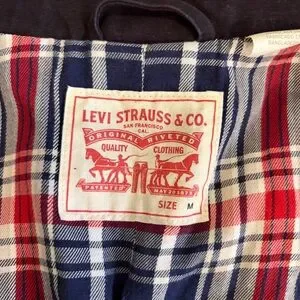 LEVI STRAUSS & CO.
SAN FRANCISCO
CAL.
ORIGINAL RIVETED
QUALITY CLOTHING
PATENTED MAY 20 1873
SIZE M